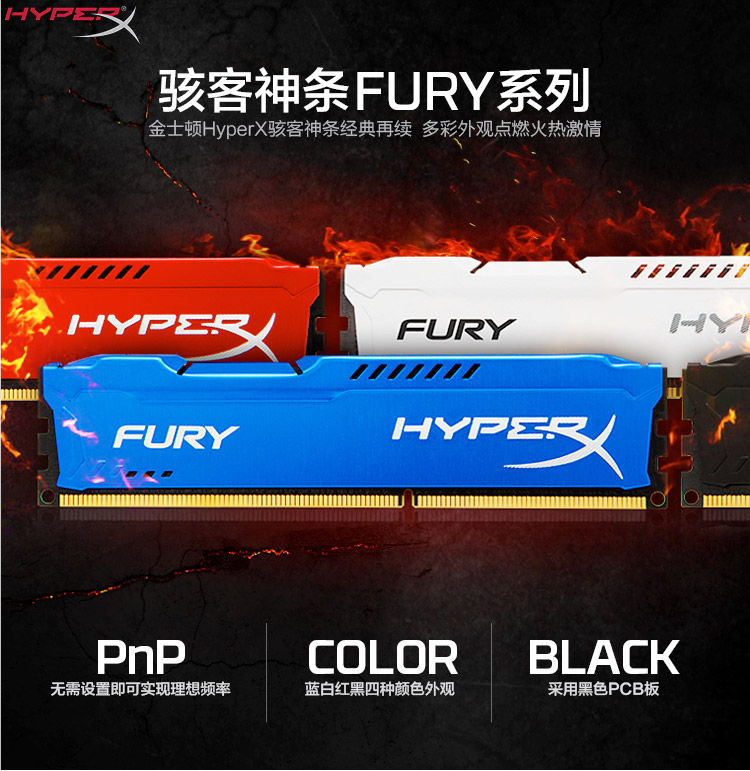 HYPERX
骇客神条FURY系列
金士顿HyperX骇客神条经典再续 多彩外观点燃火热激情
HYPERX
FURY
HY
FURY
HYPERX
PnP
无需设置即可实现理想频率
COLOR
蓝白红黑四种颜色外观
BLACK
采用黑色PCB板